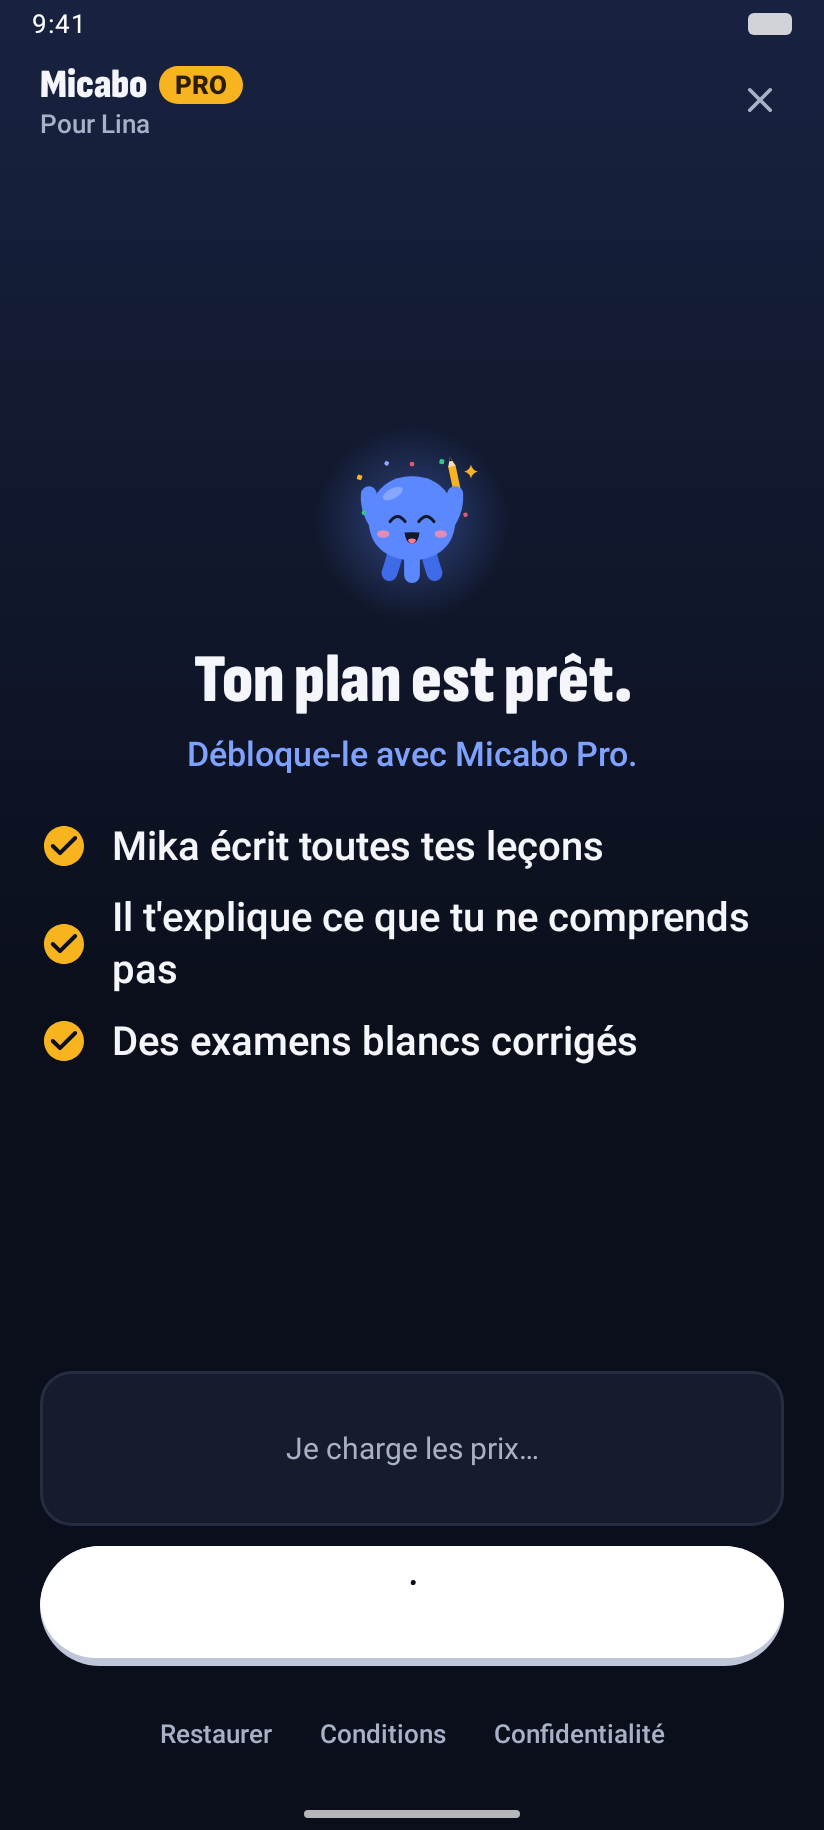 9:41
Micabo PRO
Pour Lina
Ton plan est prêt.
Débloque-le avec Micabo Pro.
Mika écrit toutes tes leçons
Il t'explique ce que tu ne comprends
pas
Des examens blancs corrigés
Je charge les prix…
Restaurer Conditions Confidentialité